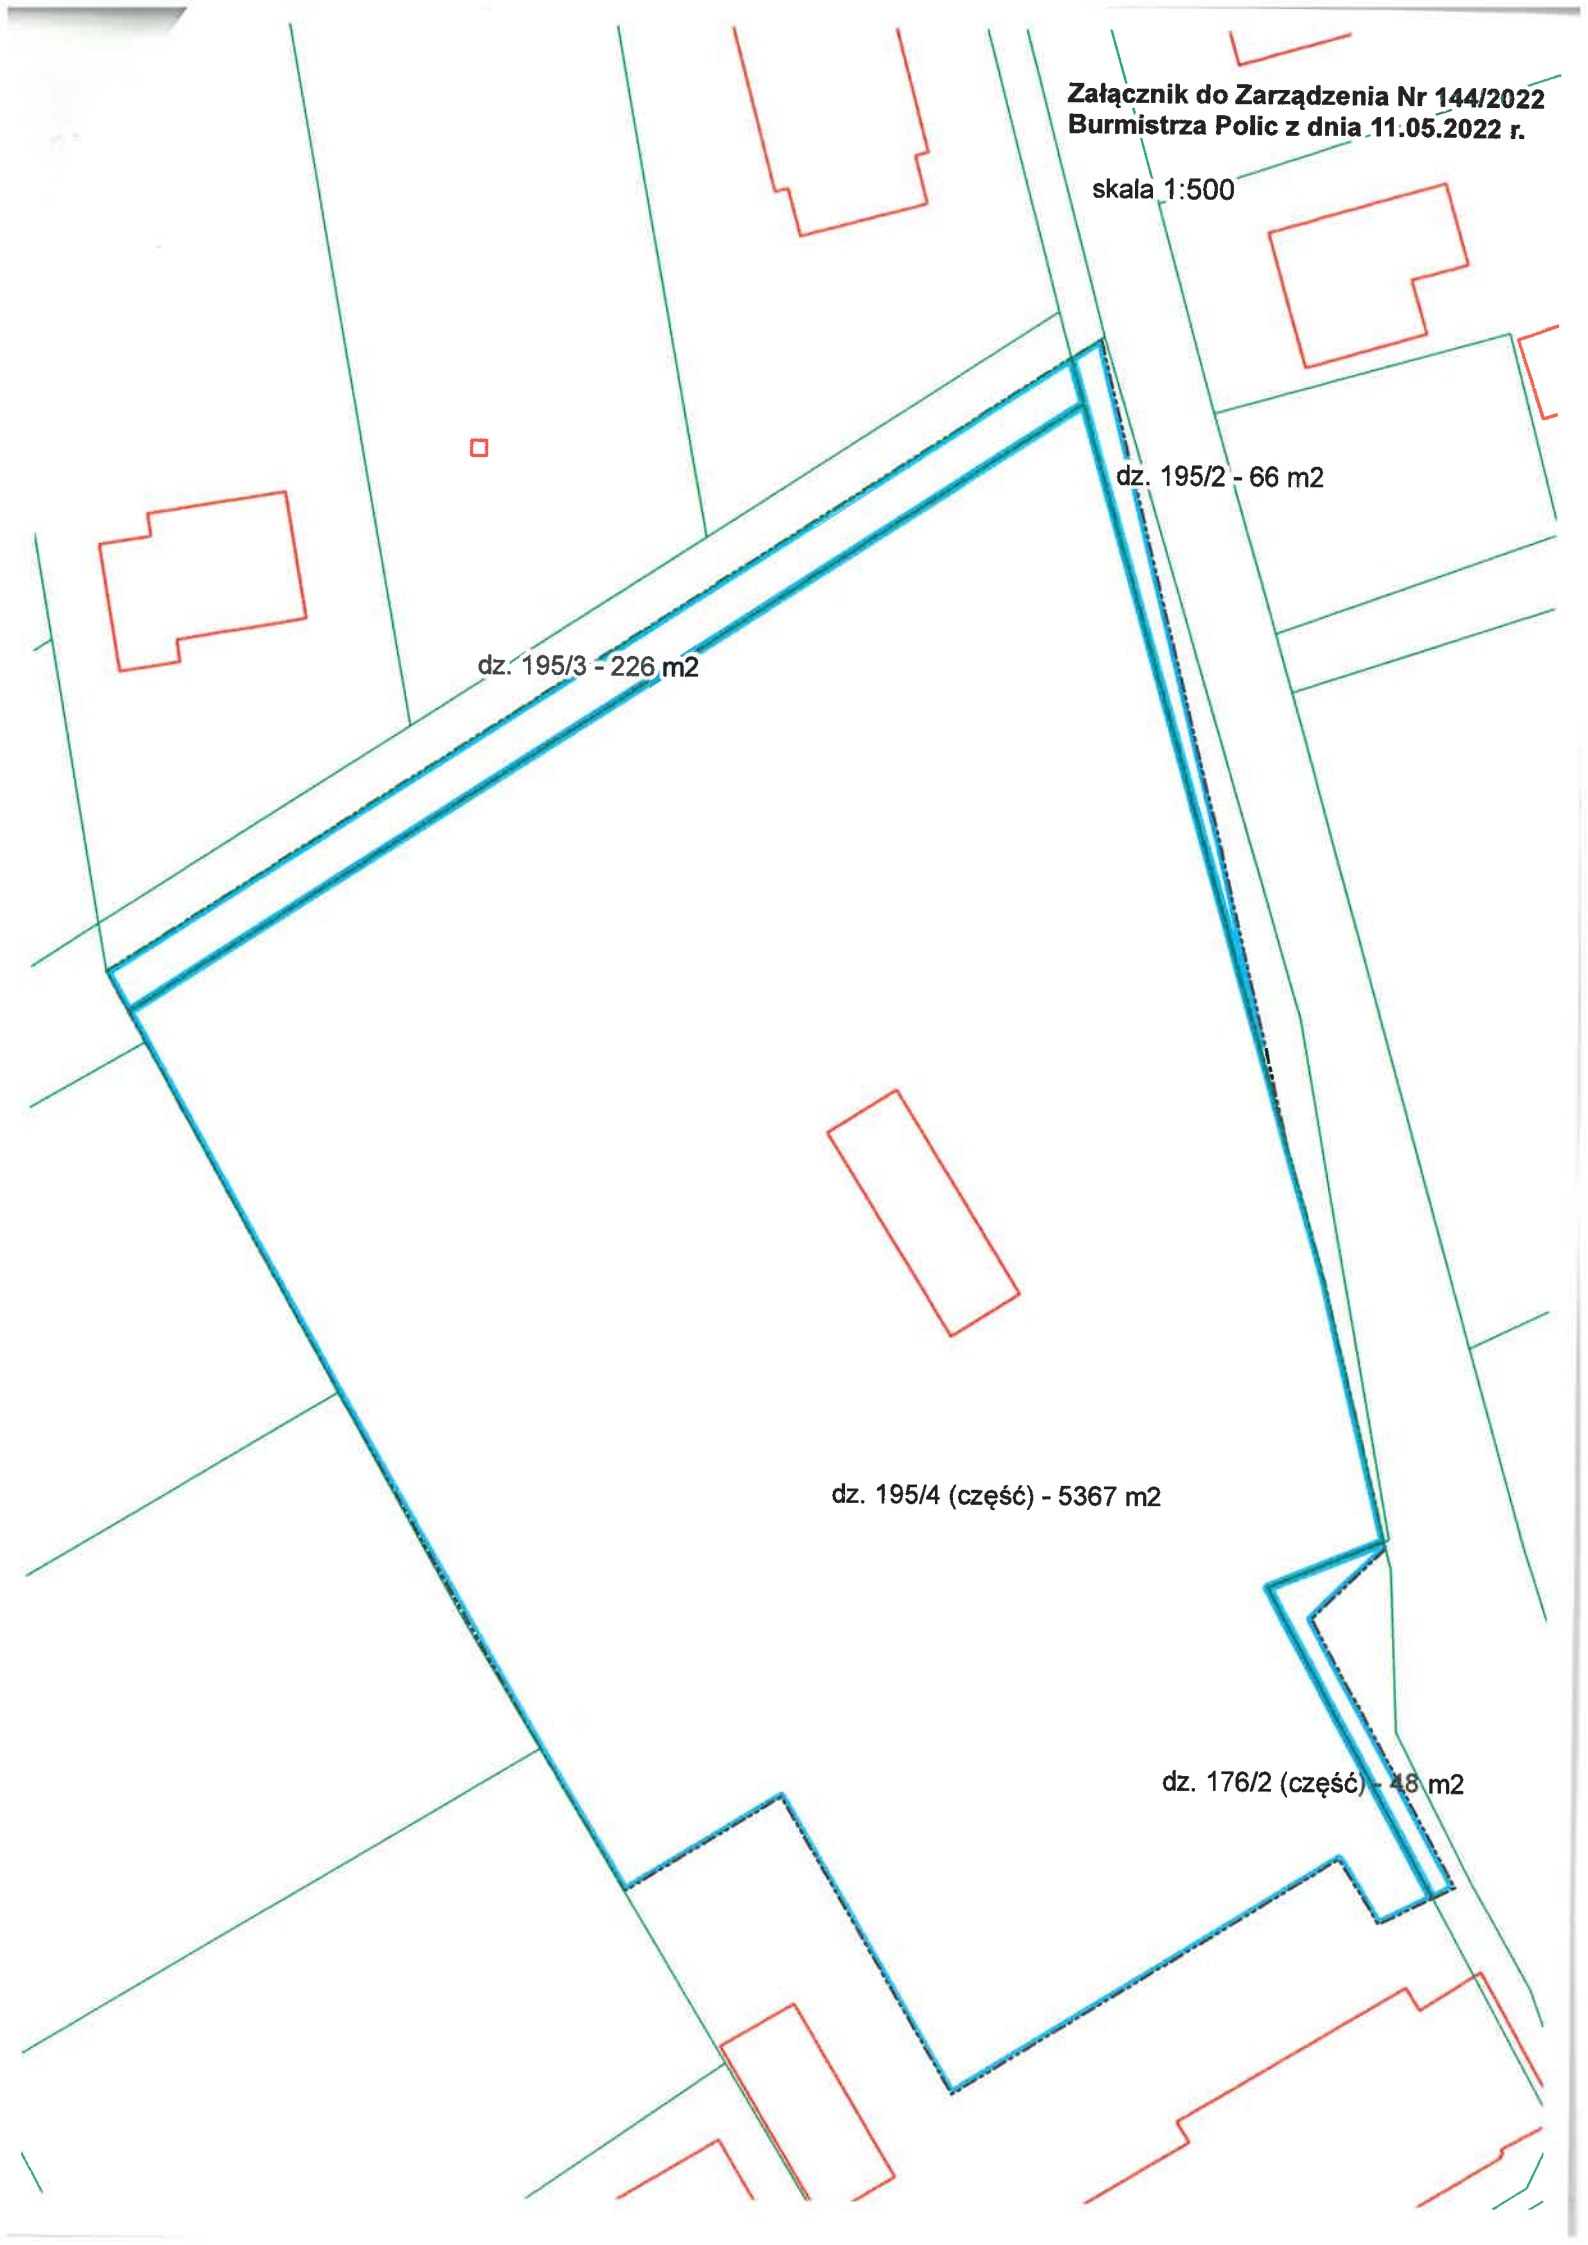 Załącznik do Zarządzenia Nr 144/2022
Burmistrza Polic z dnia 11.05.2022 r.
skala 1:500
dz. 195/2 - 66 m2
dz. 195/3 - 226 m2
dz. 195/4 (część) - 5367 m2
dz. 176/2 (część) - 48 m2